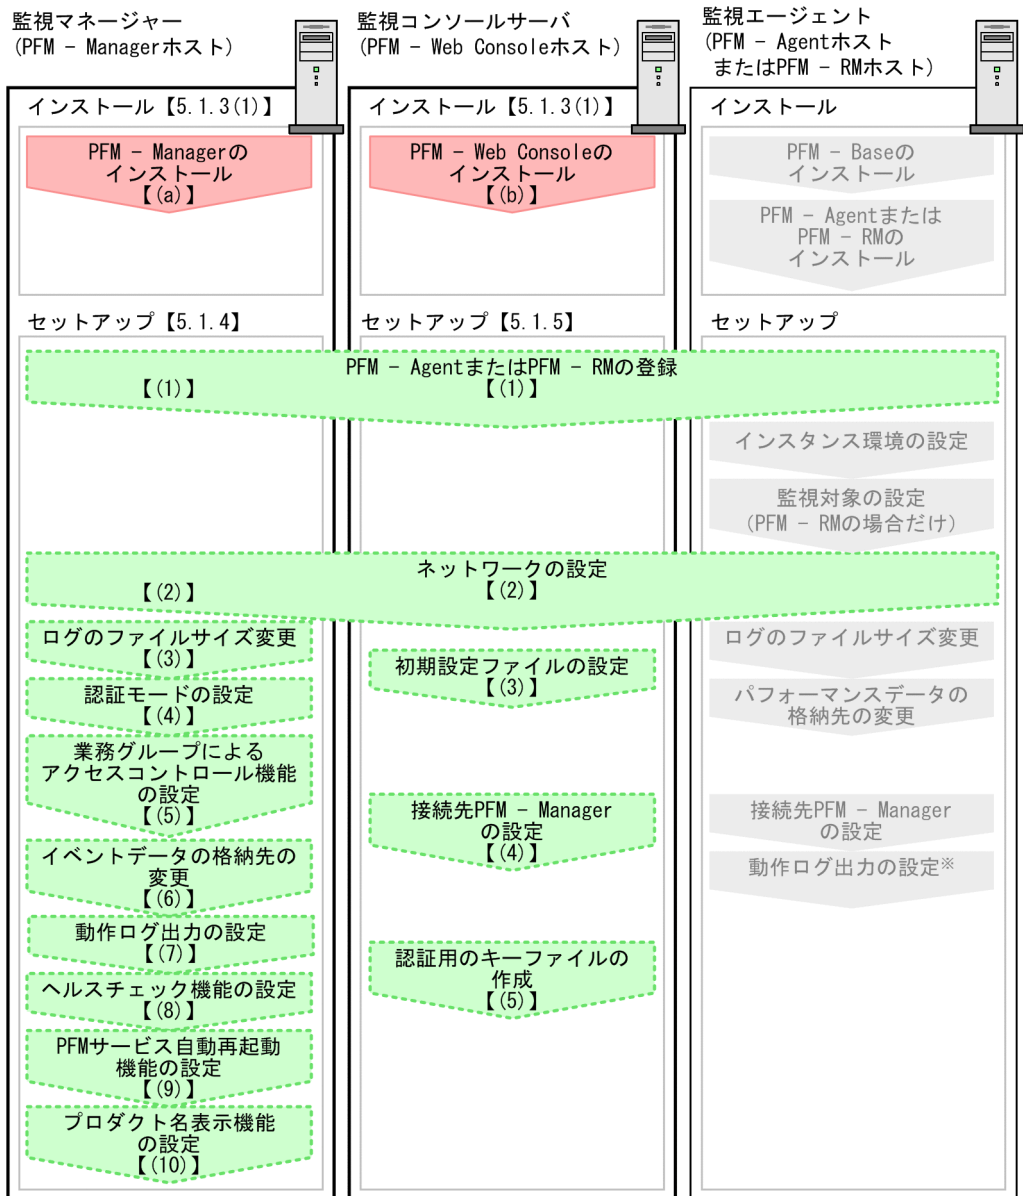 監視マネージャー
(PFM - Managerホスト)
インストール【5.1.3(1)】
PFM - Managerの
インストール
【(a)】
監視コンソールサーバ
(PFM - Web Consoleホスト)
インストール【5.1.3(1)】
PFM - Web Consoleの
インストール
【(b)】
監視エージェント
(PFM - Agentホスト
またはPFM - RMホスト)
インストール
PFM - Baseの
インストール
PFM - Agentまたは
PFM - RMの
インストール
セットアップ【5.1.4】
セットアップ【5.1.5】
セットアップ
PFM - AgentまたはPFM - RMの登録
【(1)】
【(1)】
インスタンス環境の設定
監視対象の設定
(PFM - RMの場合だけ)
ネットワークの設定
【(2)】
【(2)】
ログのファイルサイズ変更
【(3)】
認証モードの設定
【(4)】
業務グループによる
アクセスコントロール機能
の設定
【(5)】
イベントデータの格納先の
変更
【(6)】
動作ログ出力の設定
【(7)】
ヘルスチェック機能の設定
【(8)】
PFMサービス自動再起動
機能の設定
【(9)】
プロダクト名表示機能
の設定
【(10)】
初期設定ファイルの設定
【(3)】
接続先PFM - Manager
の設定
【(4)】
認証用のキーファイルの
作成
【(5)】
ログのファイルサイズ変更
パフォーマンスデータの
格納先の変更
接続先PFM - Manager
の設定
動作ログ出力の設定※